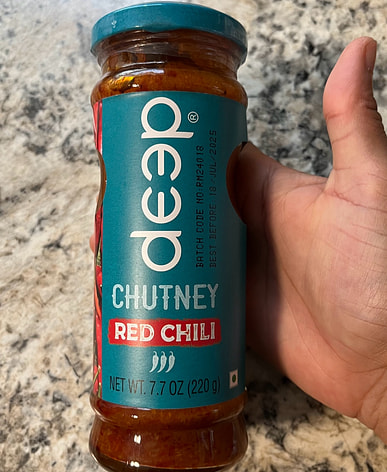 deep®
BATCH CODE NO:RM24018
BEST BEFORE 18-JUL-2025
CHUTNEY
RED CHILI
NET WT. 7.7 OZ (220 g)